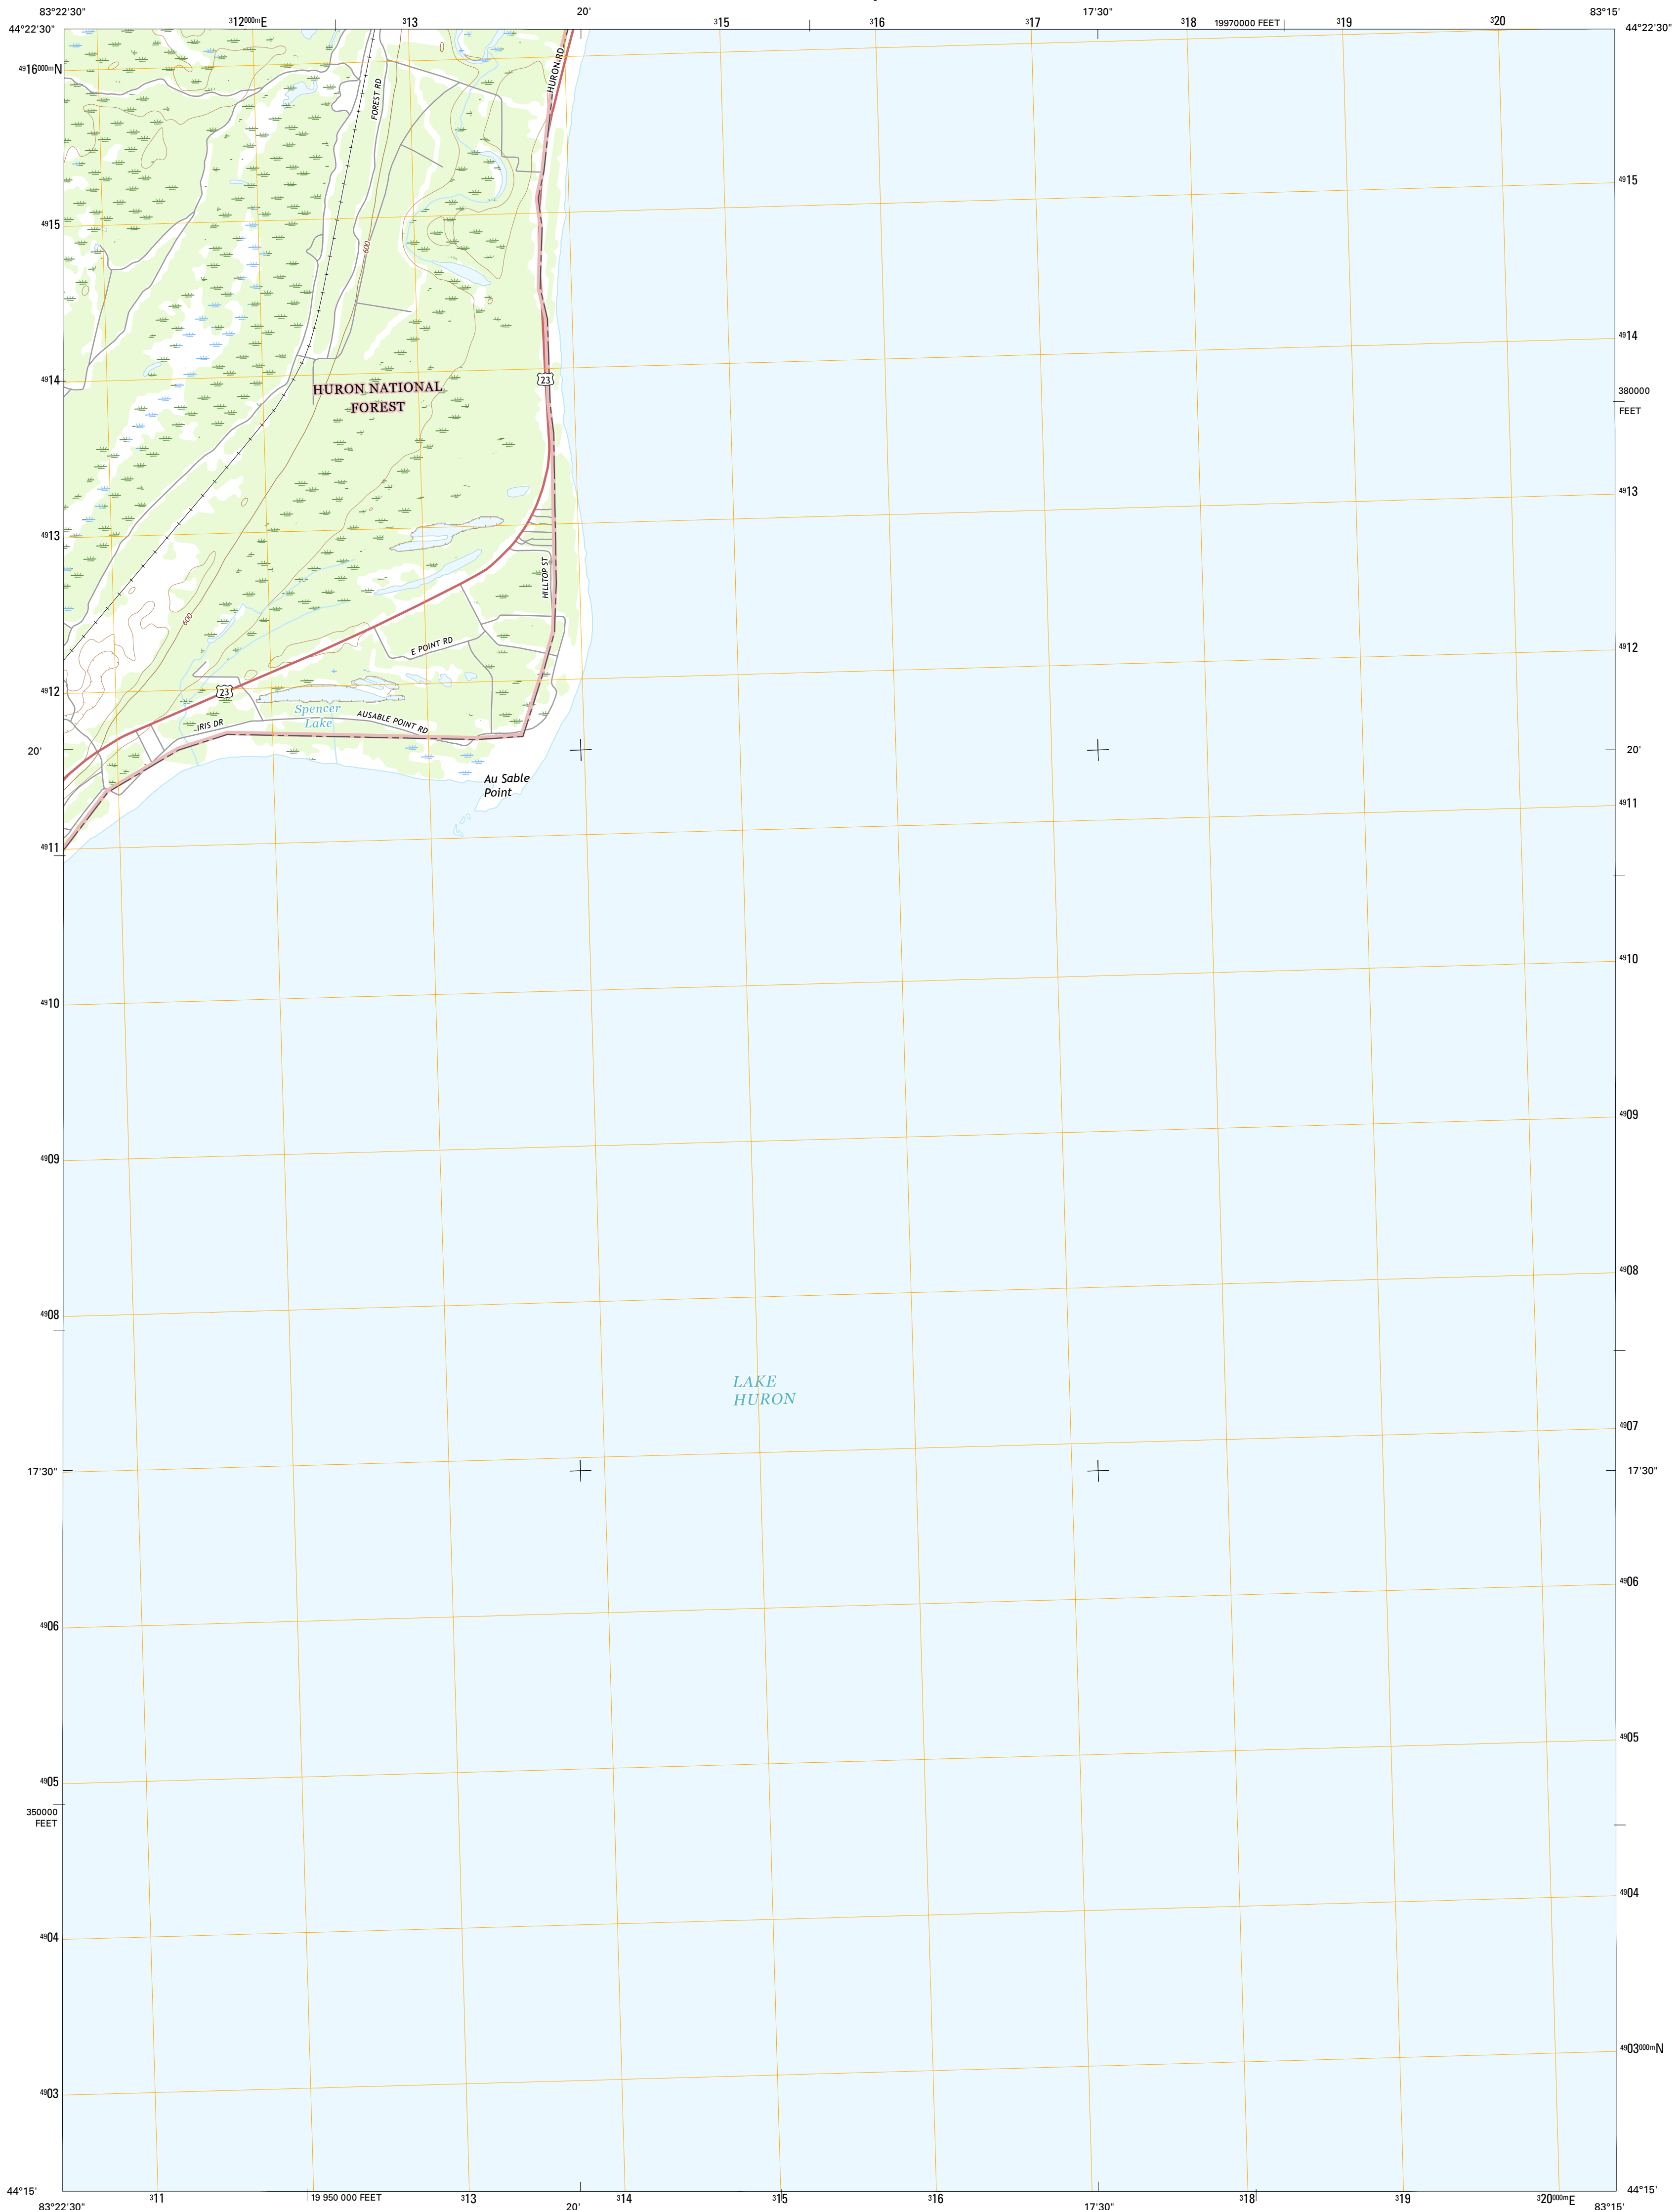 83°22'30"
312000mE
313
20'
315
316
317
17'30"
318
19970000 FEET
319
320
83°15'
44°22'30"
44°22'30"
4916000mN
HURON RD
FOREST RD
4915
4915
600
4914
4914
HURON NATIONAL
FOREST
23
380000
FEET
4913
4913
HILLTOP ST
600
E POINT RD
4912
4912
23
Spencer
Lake
IRIS DR
AUSABLE POINT RD
20'
20'
Au Sable
Point
4911
4911
4910
4910
4909
4909
4908
4908
LAKE
HURON
4907
17'30"
17'30"
4906
4906
4905
4905
350000
FEET
4904
4904
4903000mN
4903
44°15'
44°15'
83°22'30"
311
19 950 000 FEET
313
20'
314
315
316
17'30"
318
319
320000mE
83°15'